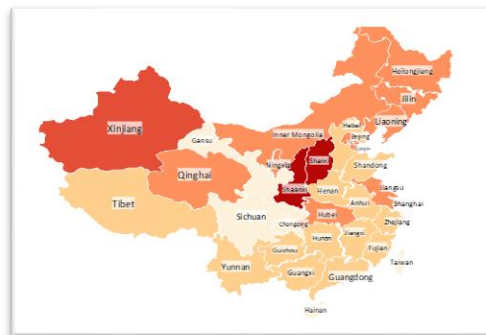 Heilongjiang
Jilin
Liaoning
Xinjiang
Inner Mongolia
Hebei
Beijing
Gansu
Tianjin
Ningxia
Shanxi
Shandong
Qinghai
Shaanxi
Henan
Jiangsu
Tibet
Anhui
Shanghai
Sichuan
Hubei
Chongqing
Zhejiang
Hunan
Jiangxi
Guizhou
Fujian
Taiwan
Yunnan
Guangxi
Guangdong
Hainan